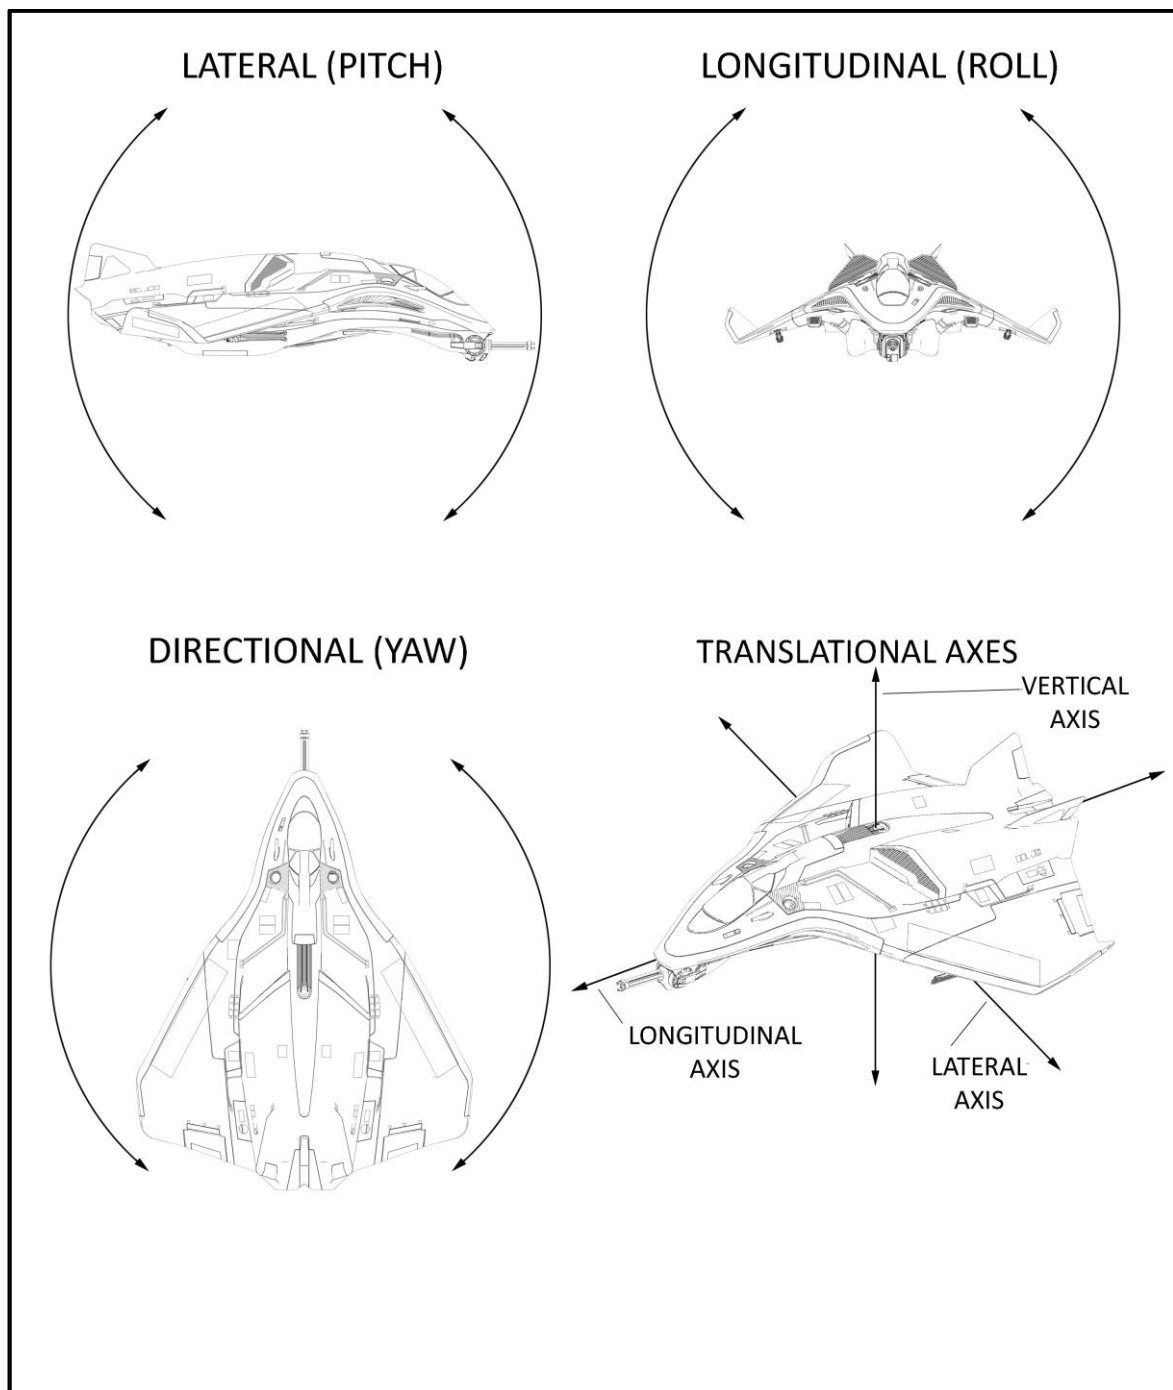 LATERAL (PITCH)
LONGITUDINAL (ROLL)
DIRECTIONAL (YAW)
TRANSLATIONAL AXES
VERTICAL
AXIS
LONGITUDINAL
AXIS
LATERAL
AXIS